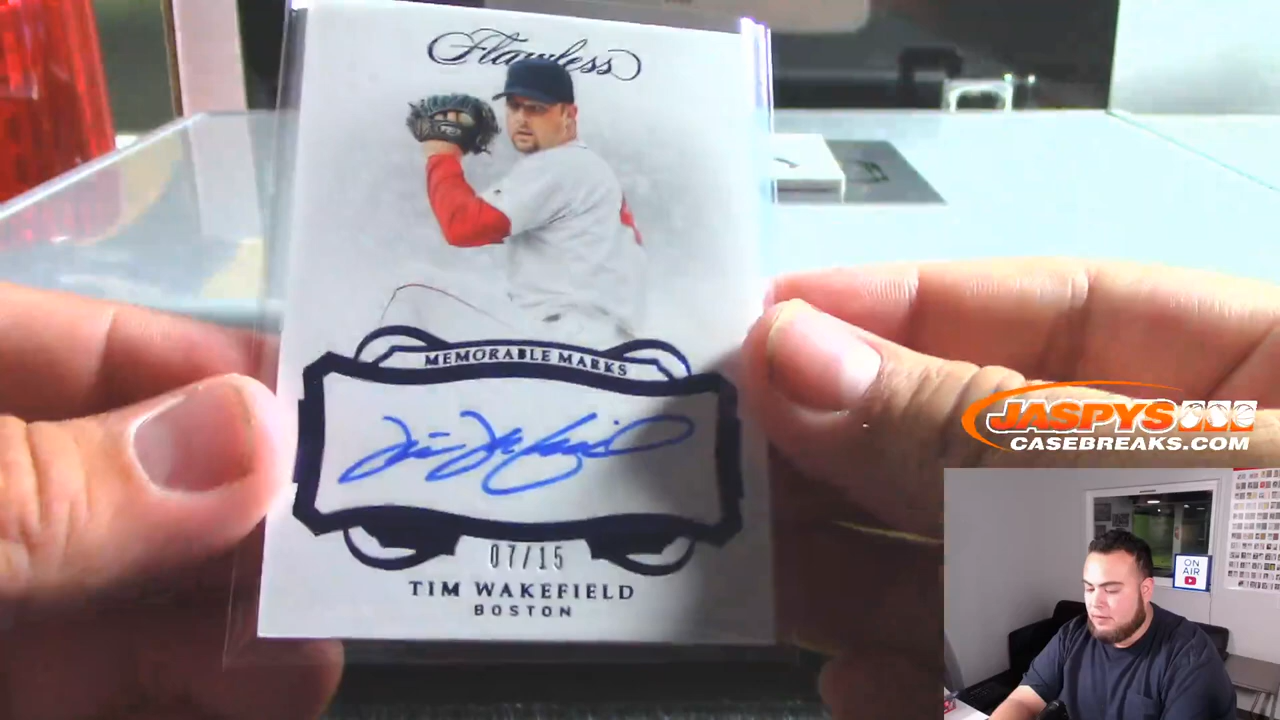 Flawless
MEMORABLE MARKS
07/15
TIM WAKEFIELD
BOSTON
JASPYS
CASEBREAKS.COM
ON
AIR